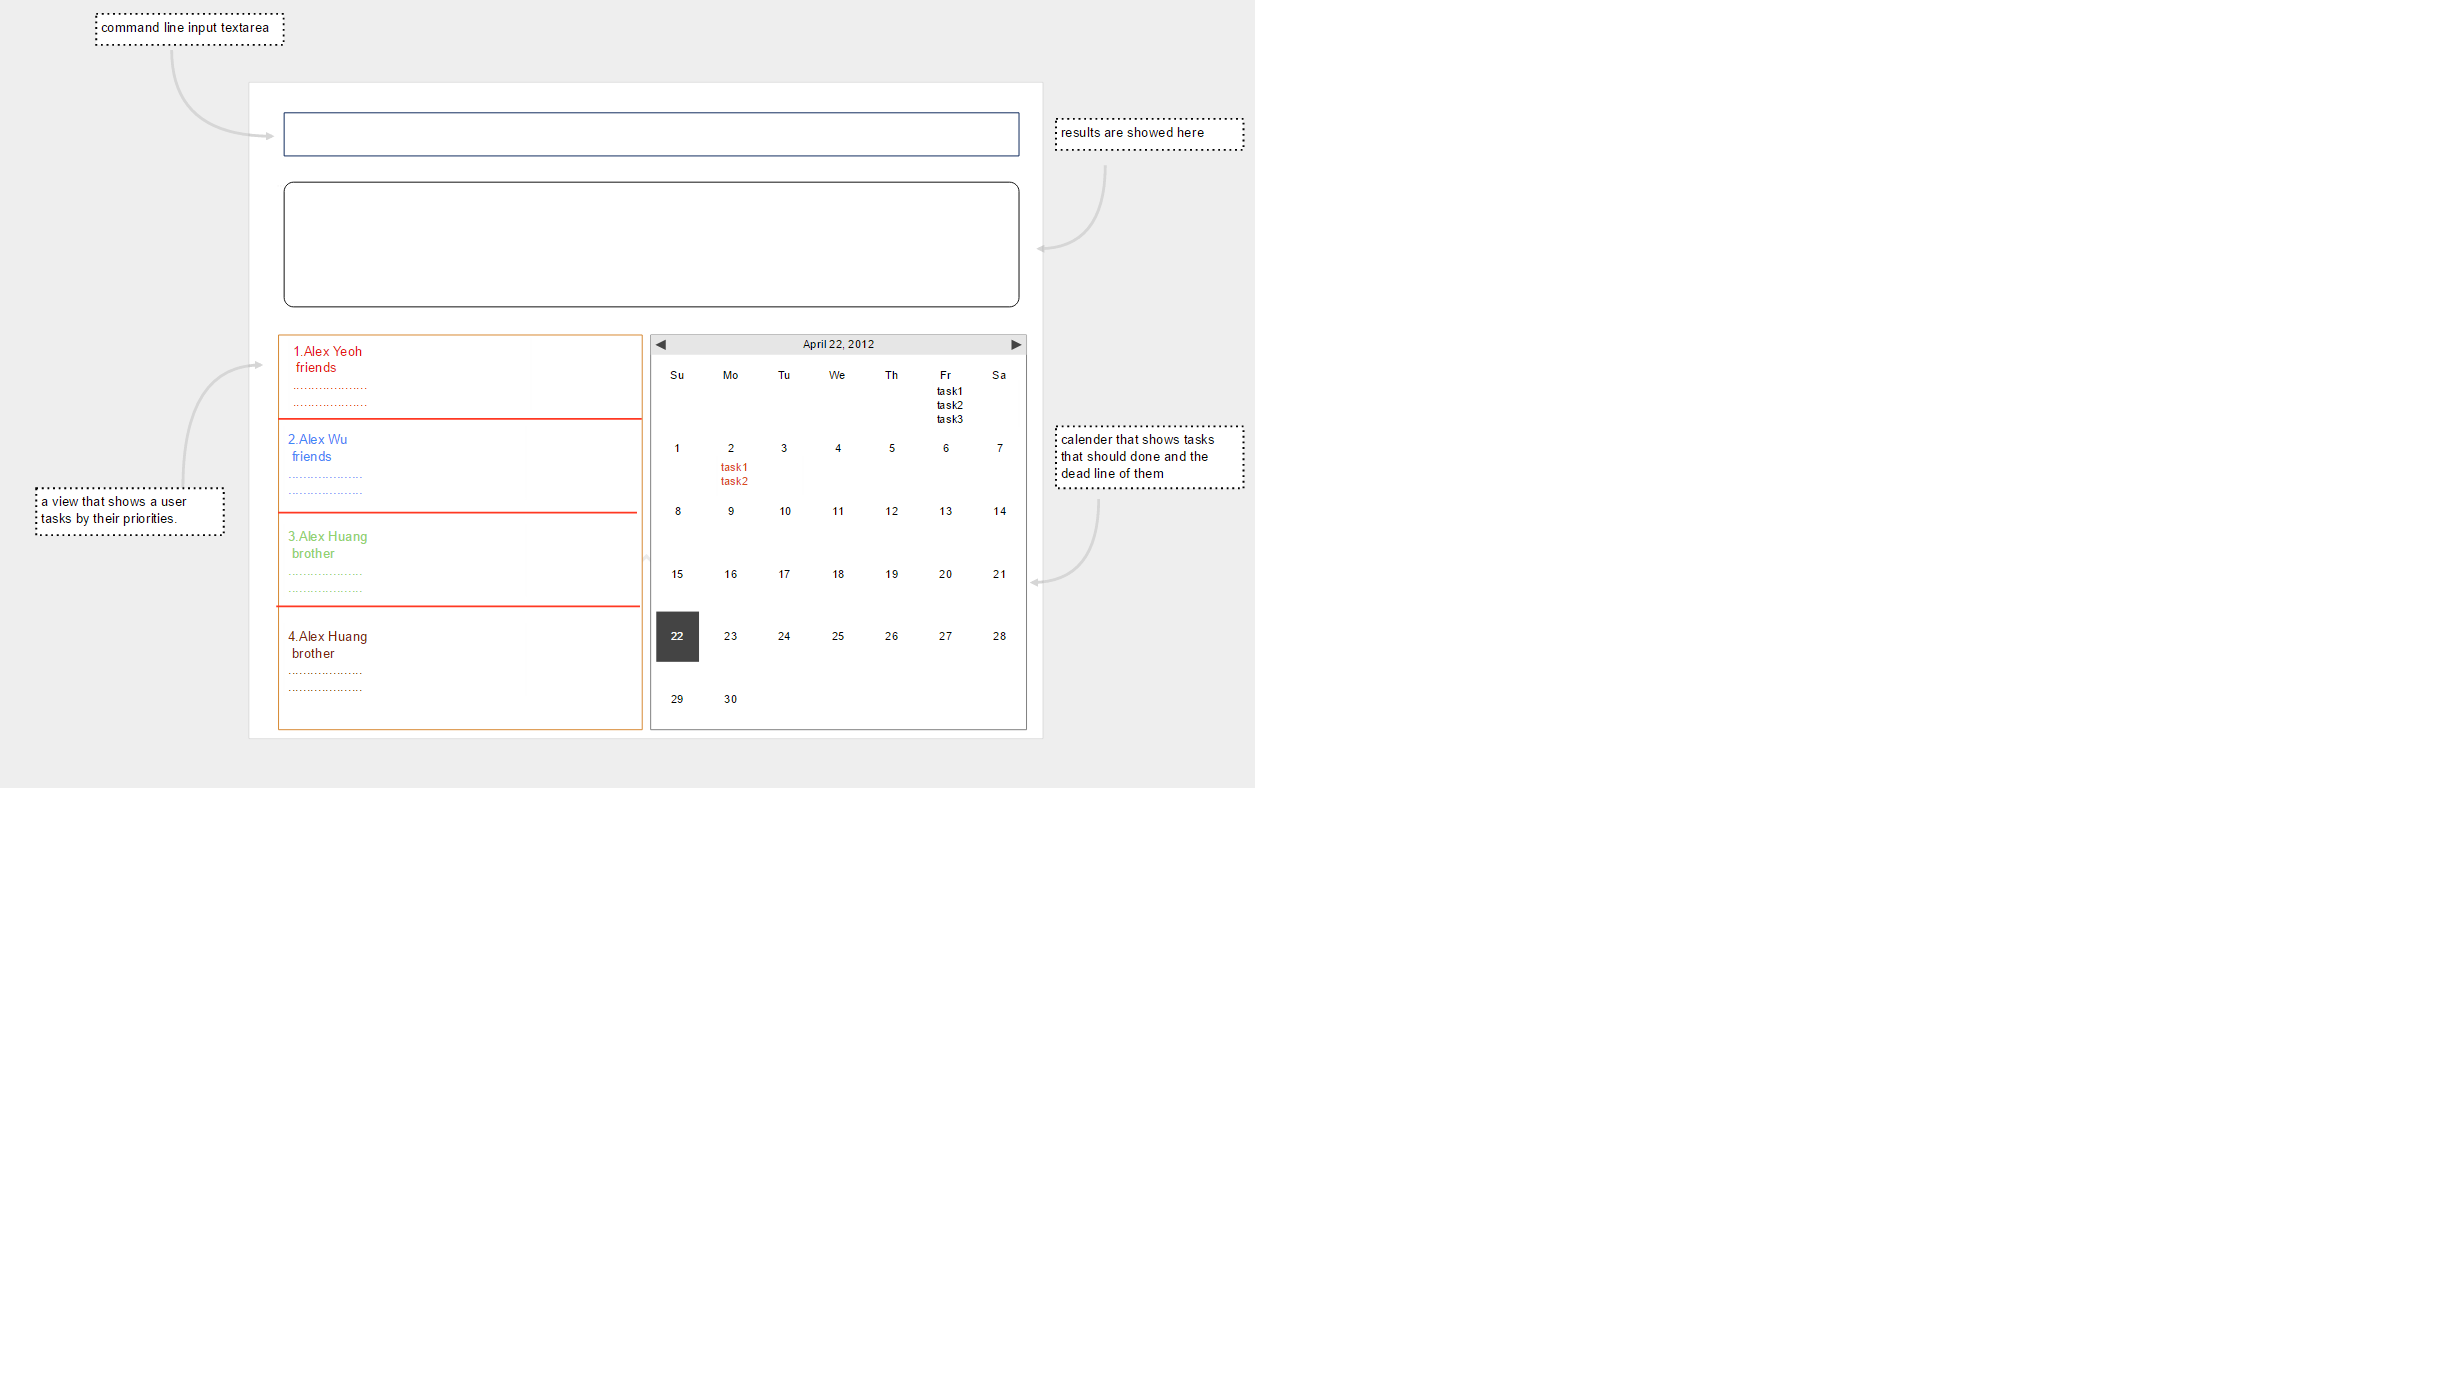 command line input textarea
results are showed here
1.Alex Yeoh
friends
....................
....................
2.Alex Wu
friends
....................
....................
3.Alex Huang
brother
....................
....................
4.Alex Huang
brother
....................
....................
a view that shows a user
tasks by their priorities.
April 22, 2012
Su Mo Tu We Th Fr Sa
task1
task2
task3
1 2 3 4 5 6 7
task1
task2
8 9 10 11 12 13 14
15 16 17 18 19 20 21
22 23 24 25 26 27 28
29 30
calender that shows tasks
that should done and the
dead line of them